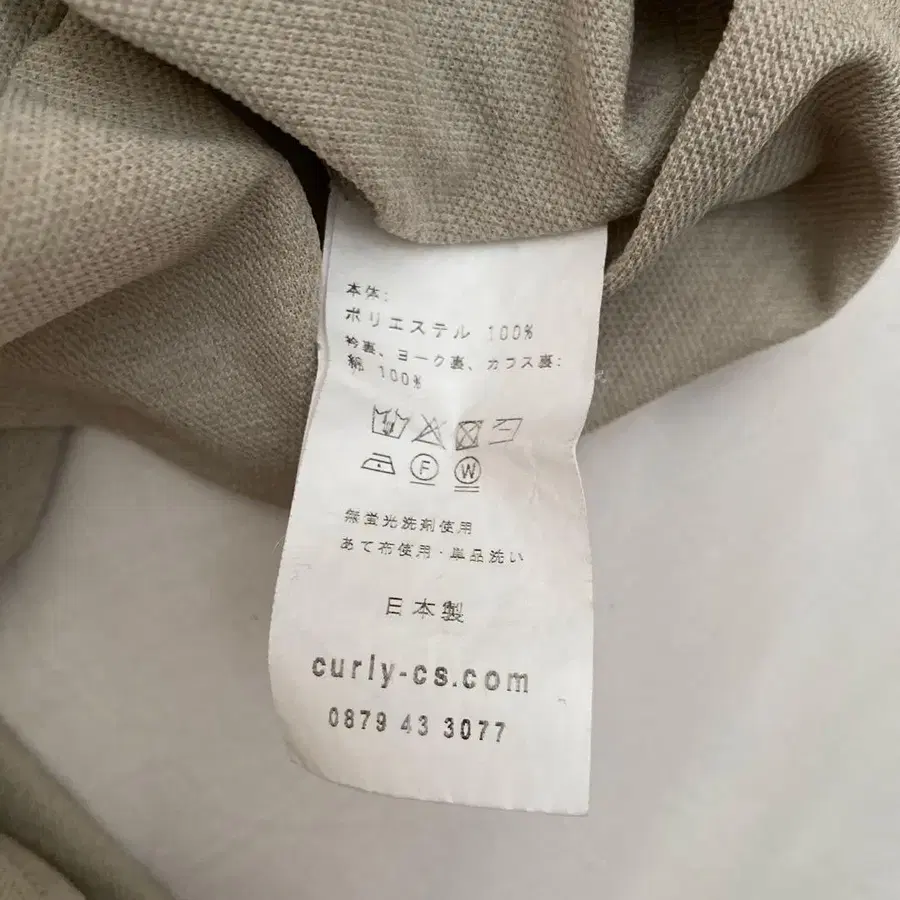 本体:
ポリエステル 100%
衿裏、ヨーク裏、カフス裏:
綿 100%
F W
無蛍光洗剤使用
あて布使用・単品洗い
日本製
curly-cs.com
0879 43 3077